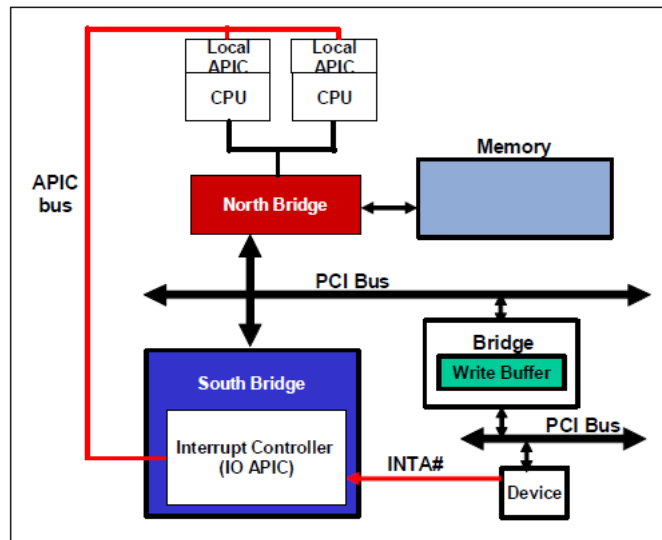 Local
APIC
CPU
Local
APIC
CPU
Memory
APIC
bus
North Bridge
PCI Bus
Bridge
Write Buffer
South Bridge
PCI Bus
Interrupt Controller
(IO APIC)
INTA#
Device